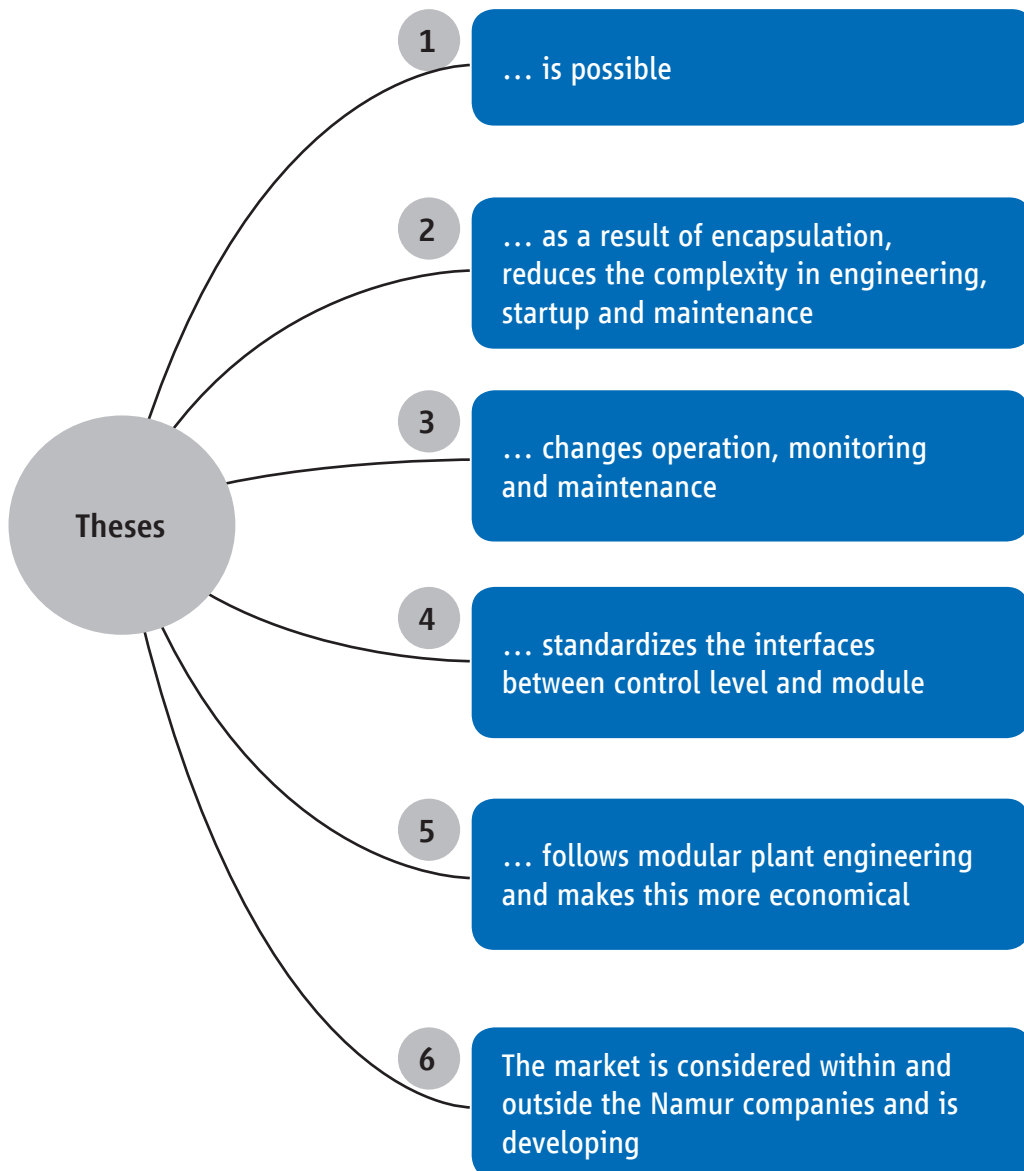 1
… is possible
2
… as a result of encapsulation,
reduces the complexity in engineering,
startup and maintenance
3
… changes operation, monitoring
and maintenance
Theses
4
… standardizes the interfaces
between control level and module
5
… follows modular plant engineering
and makes this more economical
6
The market is considered within and
outside the Namur companies and is
developing